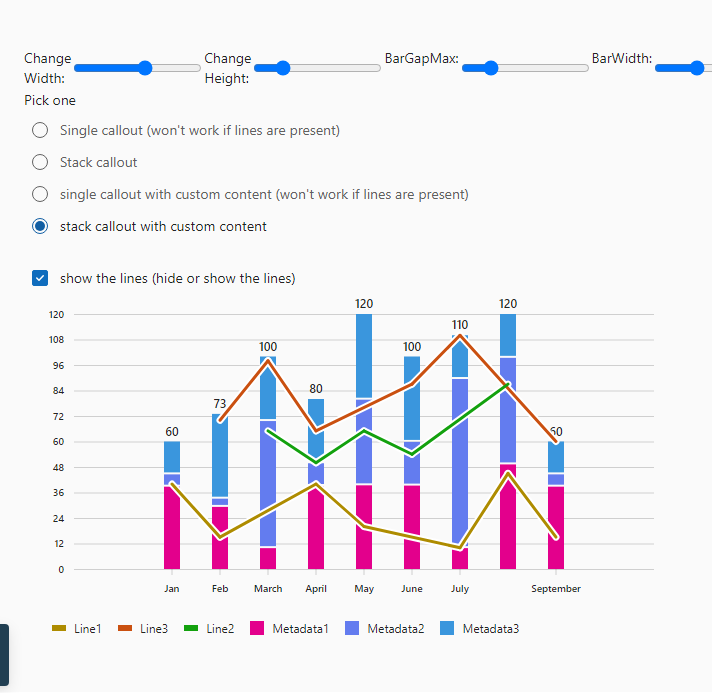 Change Width: Change Height: BarGapMax: BarWidth:
Pick one
Single callout (won't work if lines are present)
Stack callout
single callout with custom content (won't work if lines are present)
stack callout with custom content
show the lines (hide or show the lines)
120 120
120
110
108
100 100
96
80
84
73
72
60 60
60
48
36
24
12
0
Jan Feb March April May June July September
Line1 Line3 Line2 Metadata1 Metadata2 Metadata3